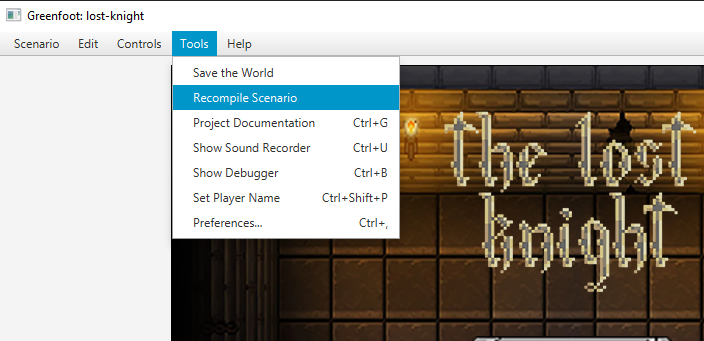 Greenfoot: lost-knight
Scenario Edit Controls Tools Help
Save the World
Recompile Scenario
Project Documentation Ctrl+G
Show Sound Recorder Ctrl+U
Show Debugger Ctrl+B
Set Player Name Ctrl+Shift+P
Preferences... Ctrl+,
the lost
knight